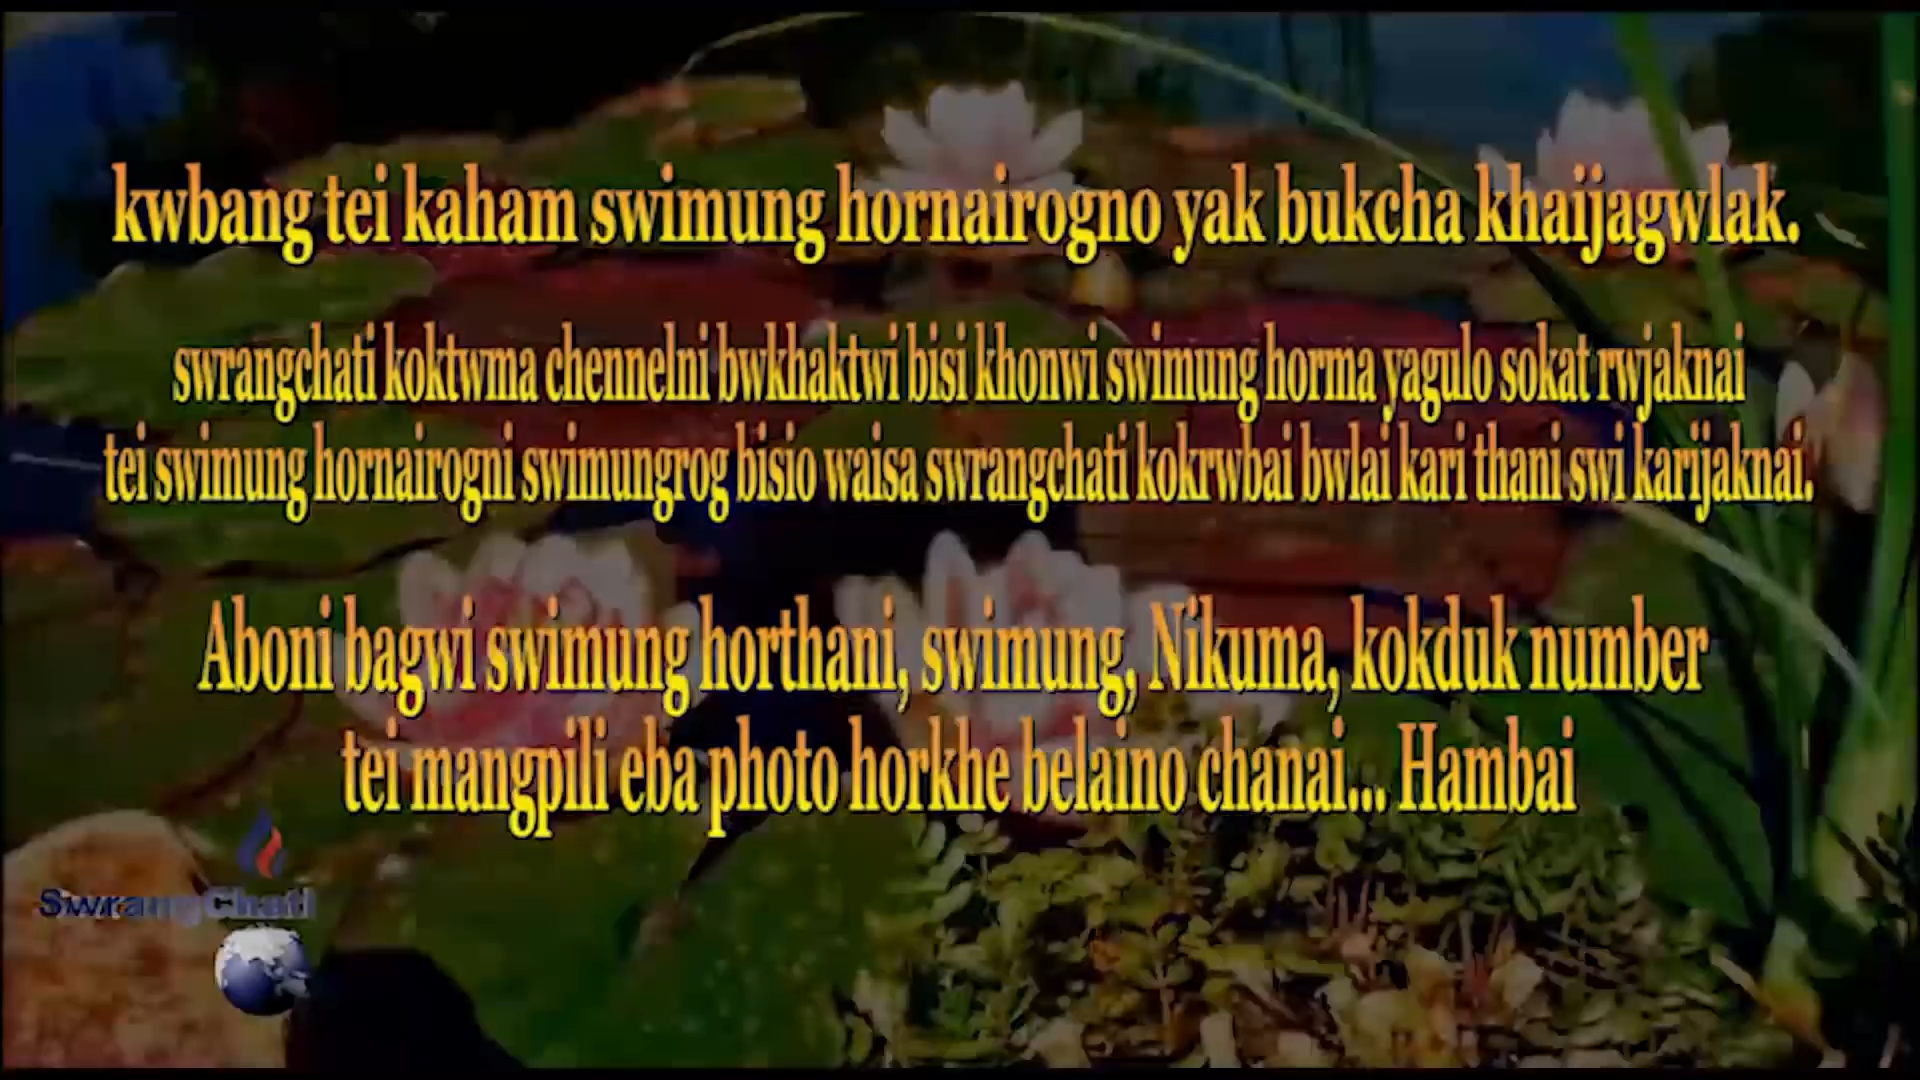 kwbang tei kaham swimung hornairogno yak bukcha khaijagwlak.
swrangchati koktwma chennelni bwkhaktwi bisi khonwi swimung horma yagulo sokat rwjaknai
tei swimung hornairogni swimungrog bisio waisa swrangchati kokrwbai bwlai kari thani swi karijaknai.
Aboni bagwi swimung horthani, swimung, Nikuma, kokduk number
tei mangpili eba photo horkhe belaino chanai... Hambai
SwrangChati